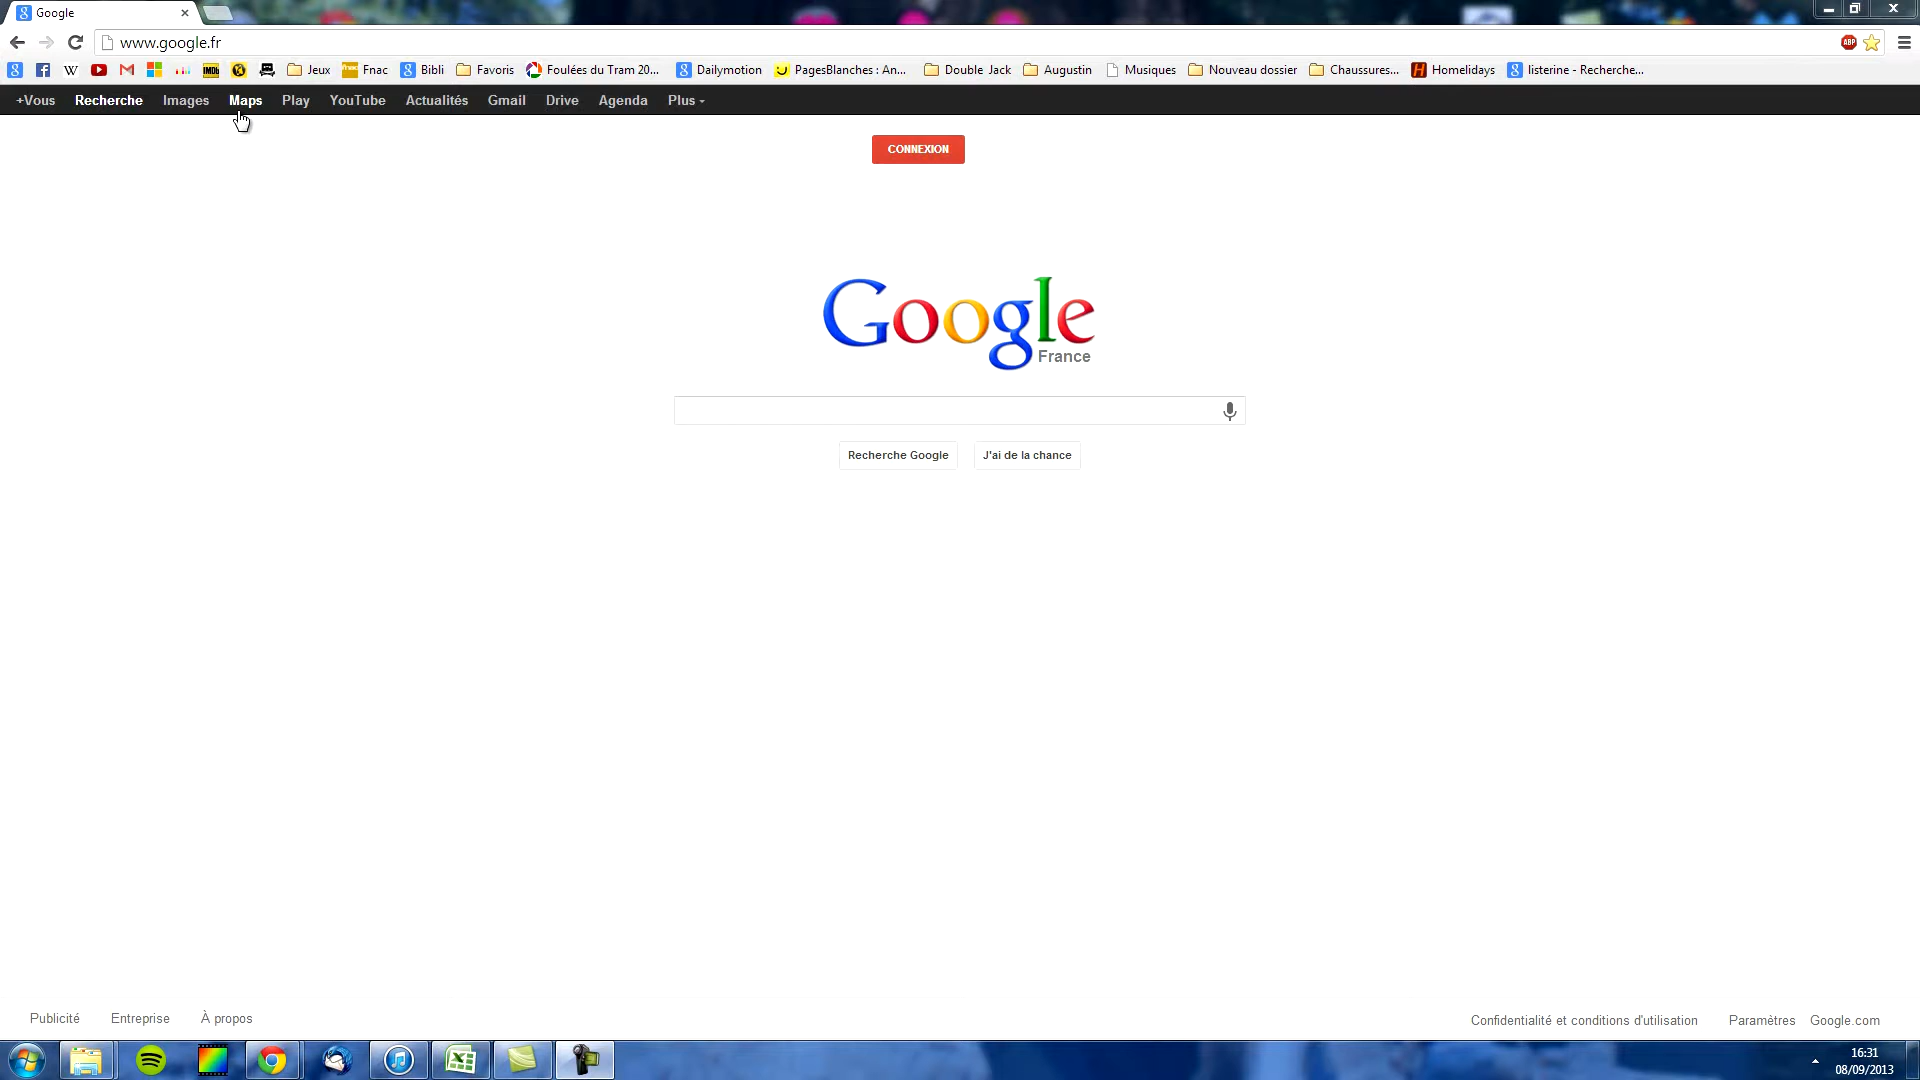 Google
www.google.fr
ABP
W IMDb Jeux fnac Fnac Bibli Favoris Foulées du Tram 20... Dailymotion PagesBlanches : An... Double Jack Augustin Musiques Nouveau dossier Chaussures... H Homelidays listerine - Recherche...
+Vous Recherche Images Maps Play YouTube Actualités Gmail Drive Agenda Plus
CONNEXION
Google
France
Recherche Google J'ai de la chance
Publicité Entreprise À propos Confidentialité et conditions d'utilisation Paramètres Google.com
16:31
08/09/2013